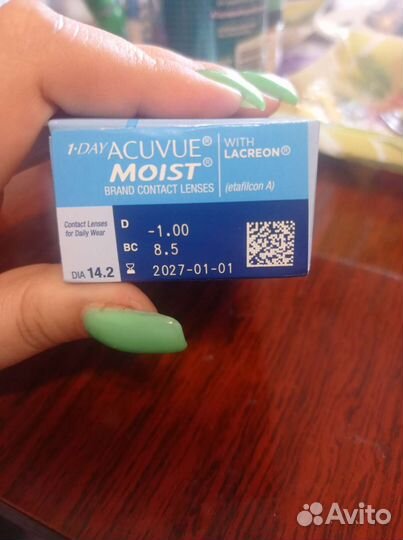 1-DAY ACUVUE®
MOIST®
BRAND CONTACT LENSES
WITH
LACREON®
(etafilcon A)
Contact Lenses
for Daily Wear
DIA 14.2
D -1.00
BC 8.5
2027-01-01
Avito